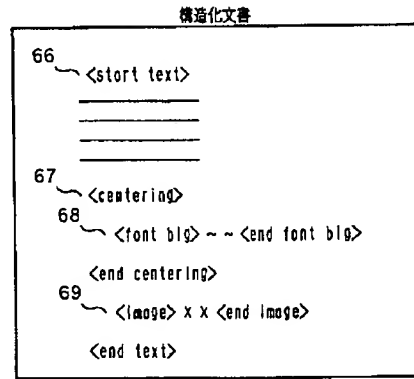 構造化文書
66
<start text>
67
<centering>
68
<font big> ~ ~ <end font big>
<end centering>
69
<image> x x <end image>
<end text>